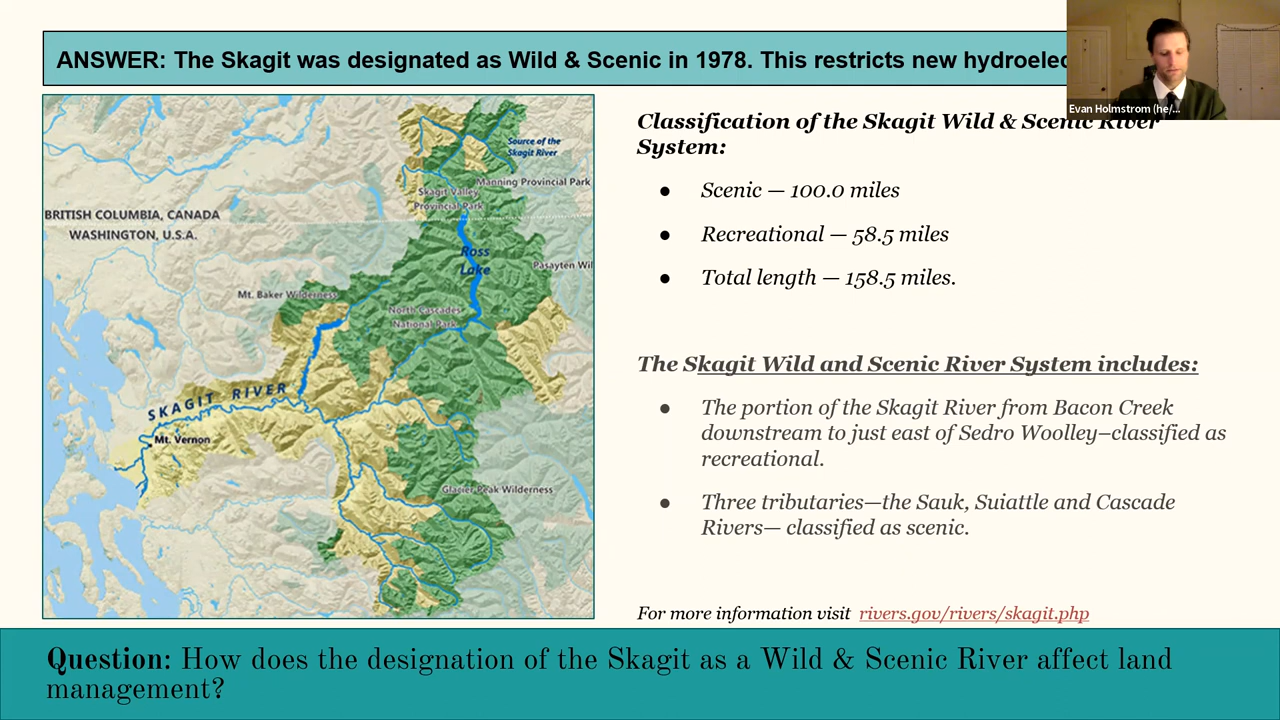 ANSWER: The Skagit was designated as Wild & Scenic in 1978. This restricts new
Evan Holmstrom (he/...
Classification of the Skagit Wild & Scenic River
System:
● Scenic — 100.0 miles
● Recreational — 58.5 miles
● Total length — 158.5 miles.
The Skagit Wild and Scenic River System includes:
● The portion of the Skagit River from Bacon Creek
downstream to just east of Sedro Woolley–classified as
recreational.
● Three tributaries—the Sauk, Suiattle and Cascade
Rivers— classified as scenic.
For more information visit rivers.gov/rivers/skagit.php
Source of the
Skagit River
Manning Provincial Park
Skagit Valley
Provincial Park
BRITISH COLUMBIA, CANADA
WASHINGTON, U.S.A.
Ross
Lake
Pasayten Wil
Mt. Baker Wilderness
North Cascades
National Park
SKAGIT RIVER
Mt. Vernon
Glacier Peak Wilderness
Question: How does the designation of the Skagit as a Wild & Scenic River affect land
management?